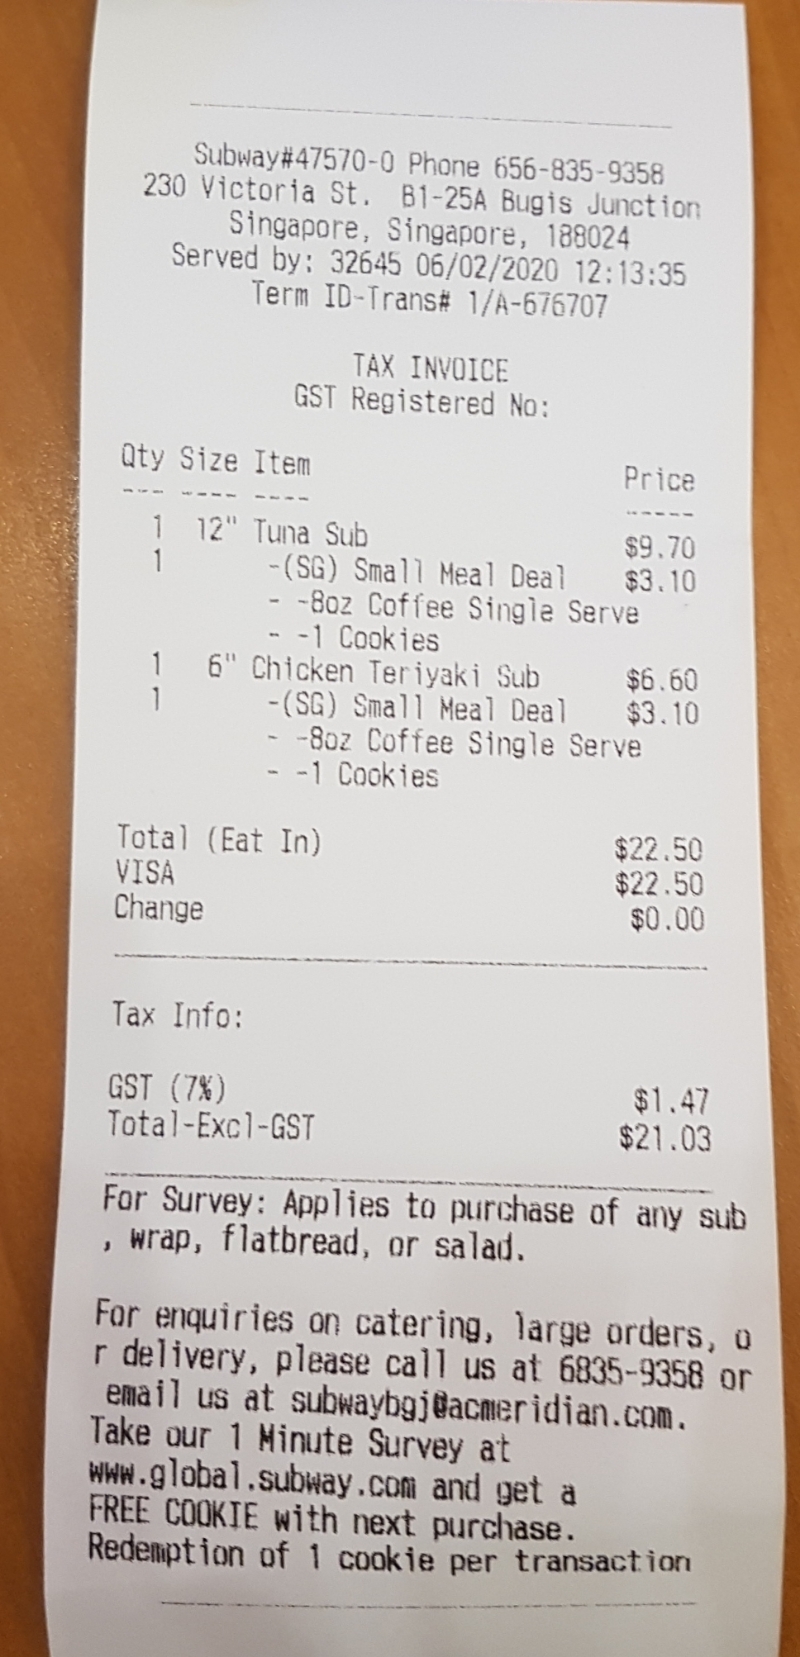 Subway#47570-0 Phone 656-835-9358
230 Victoria St.  B1-25A Bugis Junction
Singapore, Singapore, 188024
Served by: 32645 06/02/2020 12:13:35
Term ID-Trans# 1/A-676707
TAX INVOICE
GST Registered No:
Qty Size Item Price
--- ---- ---- -----
1 12" Tuna Sub $9.70
1 -(SG) Small Meal Deal $3.10
- -8oz Coffee Single Serve
- -1 Cookies
1 6" Chicken Teriyaki Sub $6.60
1 -(SG) Small Meal Deal $3.10
- -8oz Coffee Single Serve
- -1 Cookies
Total (Eat In) $22.50
VISA $22.50
Change $0.00
Tax Info:
GST (7%) $1.47
Total-Excl-GST $21.03
For Survey: Applies to purchase of any sub
, wrap, flatbread, or salad.
For enquiries on catering, large orders, o
r delivery, please call us at 6835-9358 or
email us at subwaybgj@acmeridian.com.
Take our 1 Minute Survey at
www.global.subway.com and get a
FREE COOKIE with next purchase.
Redemption of 1 cookie per transaction